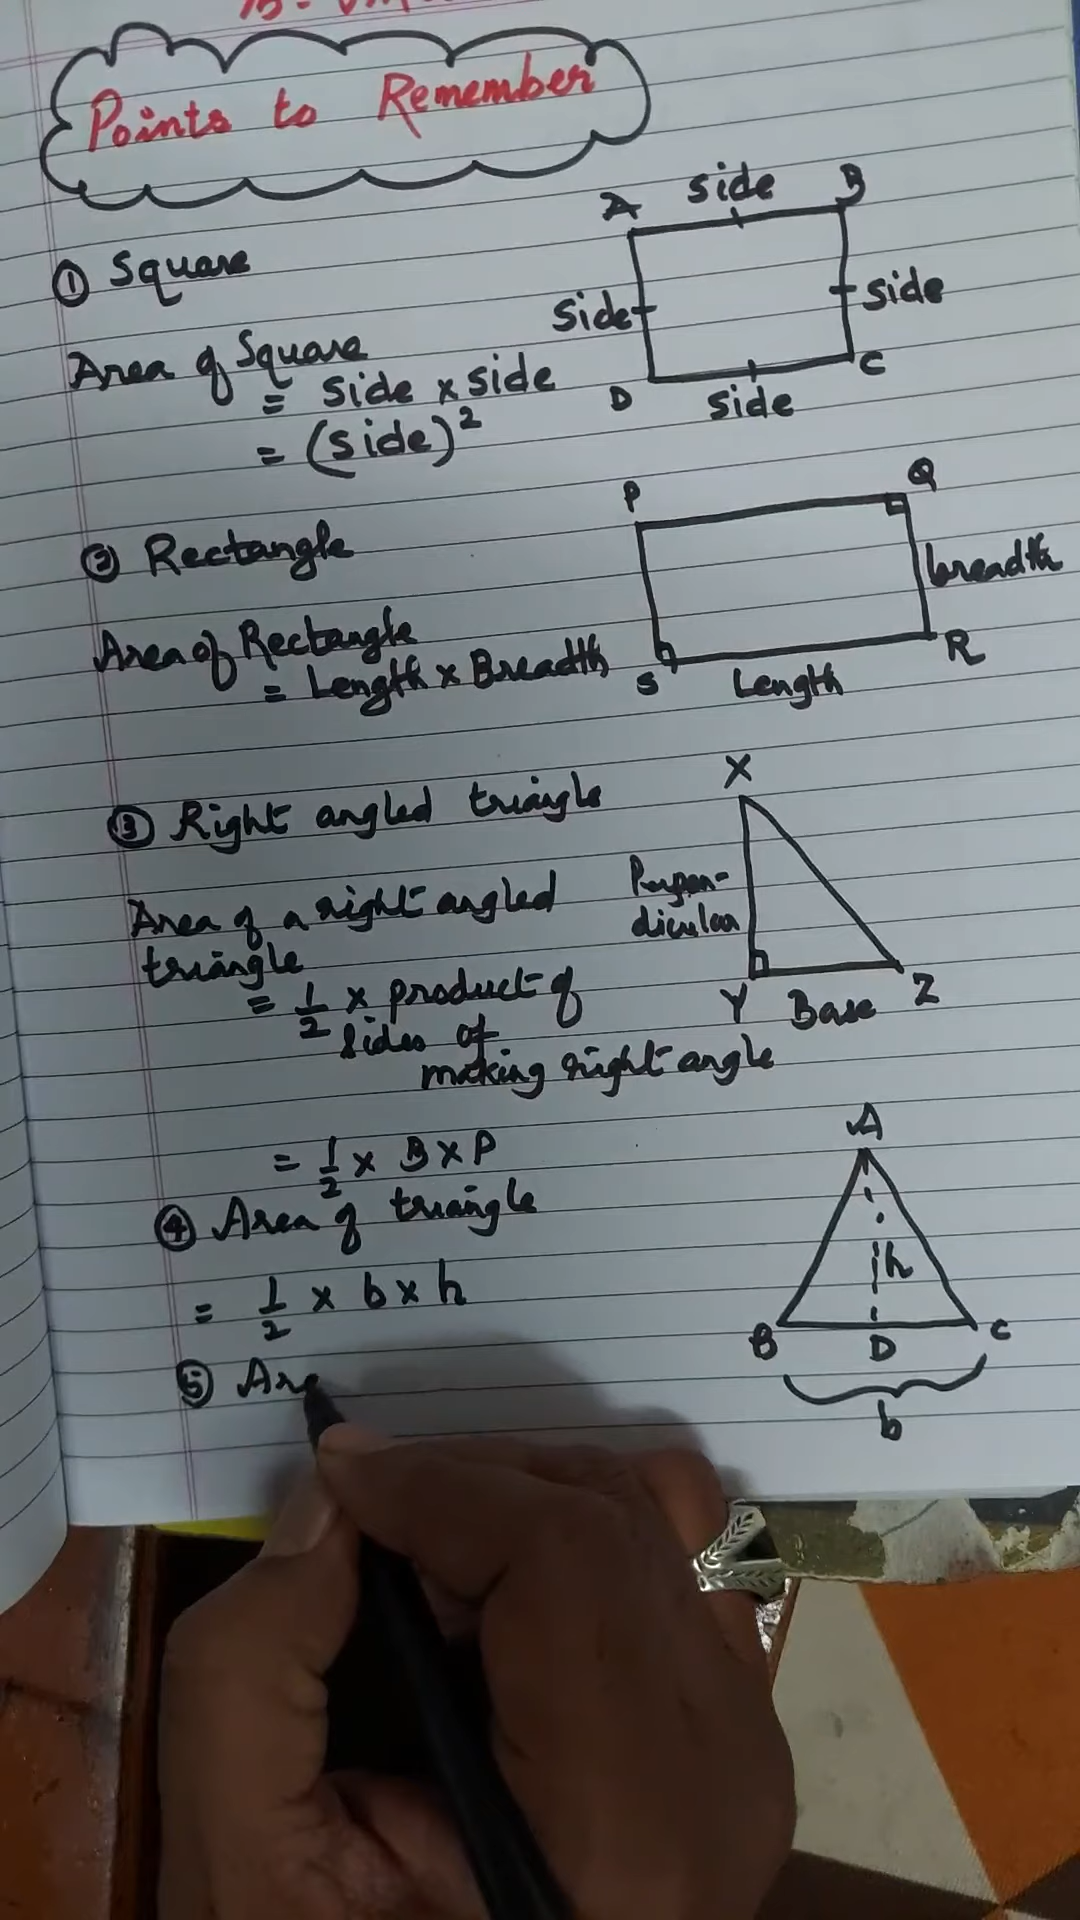 Points to Remember
① Square
A side B
side
side
D side C
Area of Square
= side × side
= (side)²
② Rectangle
P Q
breadth
S Length R
Area of Rectangle
= Length × Breadth
③ Right angled triangle
X
Perpen-
dicular
Y Base Z
Area of a right angled
triangle
= 1/2 × product of
sides of
making right angle
= 1/2 × B × P
④ Area of triangle
= 1/2 × b × h
A
h
B D C
b
⑤ Are